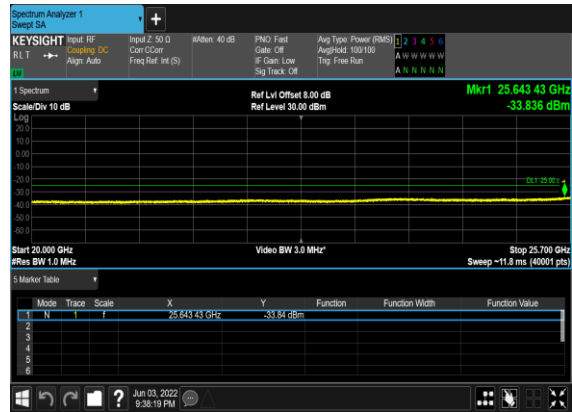 Spectrum Analyzer 1
Swept SA
+
KEYSIGHT Input: RF Input Z: 50 Ω #Atten: 40 dB PNO: Fast Avg Type: Power (RMS) 1 2 3 4 5 6
RLT Coupling: DC Corr CCorr Gate: Off Avg|Hold: 100/100 A W W W W W
Align: Auto Freq Ref: Int (S) IF Gain: Low Trig: Free Run
Sig Track: Off A N N N N N
1 Spectrum Ref Lvl Offset 8.00 dB Mkr1 25.643 43 GHz
Scale/Div 10 dB Ref Level 30.00 dBm -33.836 dBm
Log
20.0
10.0
0.00
-10.0
-20.0
DL1 -25.00
-30.0
-40.0
-50.0
-60.0
Start 20.000 GHz Video BW 3.0 MHz* Stop 25.700 GHz
#Res BW 1.0 MHz Sweep ~11.8 ms (40001 pts)
5 Marker Table
Mode Trace Scale X Y Function Function Width Function Value
1 N 1 f 25.643 43 GHz -33.84 dBm
2
3
4
5
6
? Jun 03, 2022
9:38:19 PM